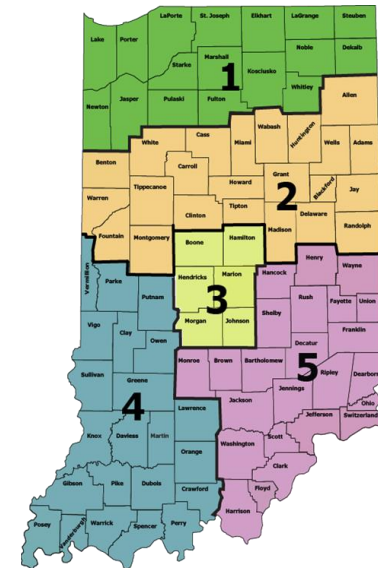 LaPorte
St. Joseph
Elkhart
LaGrange
Steuben
Lake
Porter
Noble
Dekalb
Marshall
Starke
1
Kosciusko
Whitley
Allen
Newton
Jasper
Pulaski
Fulton
Wabash
Huntington
White
Cass
Miami
Wells
Adams
Benton
Carroll
Grant
Tippecanoe
Howard
Blackford
Jay
Warren
2
Clinton
Tipton
Delaware
Randolph
Fountain
Montgomery
Madison
Boone
Hamilton
Vermillion
Henry
Wayne
Parke
Hendricks
Marion
Hancock
Putnam
3
Rush
Fayette
Union
Vigo
Clay
Morgan
Johnson
Shelby
Franklin
Owen
Decatur
Sullivan
Monroe
Brown
Bartholomew
5
Ripley
Dearborn
Greene
Jennings
4
Lawrence
Jackson
Ohio
Jefferson
Switzerland
Knox
Daviess
Martin
Washington
Scott
Orange
Clark
Gibson
Pike
Dubois
Crawford
Floyd
Harrison
Posey
Vanderburgh
Warrick
Spencer
Perry